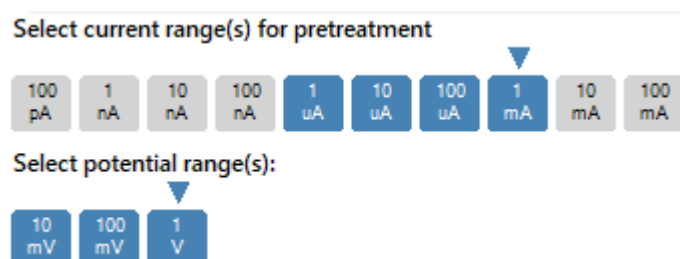 Select current range(s) for pretreatment
100 1 10 100 1 10 100 1 10 100
pA nA nA nA uA uA uA mA mA mA
Select potential range(s):
10 100 1
mV mV V